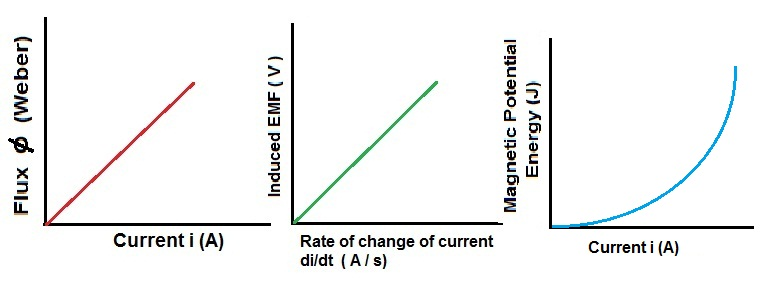 Flux ϕ (Weber)
Current i (A)
Induced EMF ( V )
Rate of change of current
di/dt ( A / s)
Magnetic Potential
Energy (J)
Current i (A)